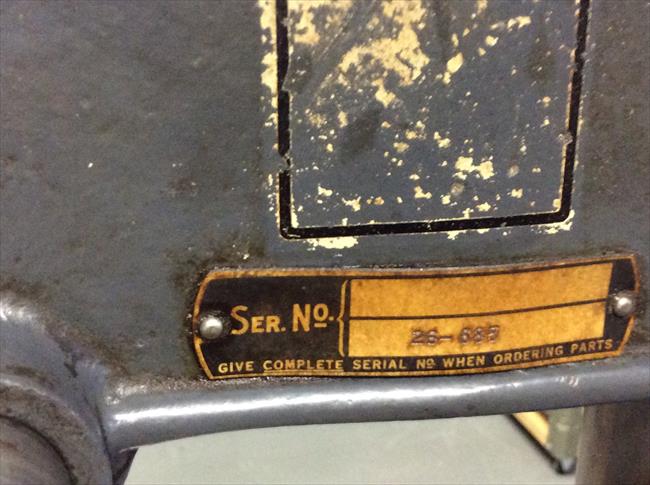 SER. NO.
GIVE COMPLETE SERIAL NO WHEN ORDERING PARTS